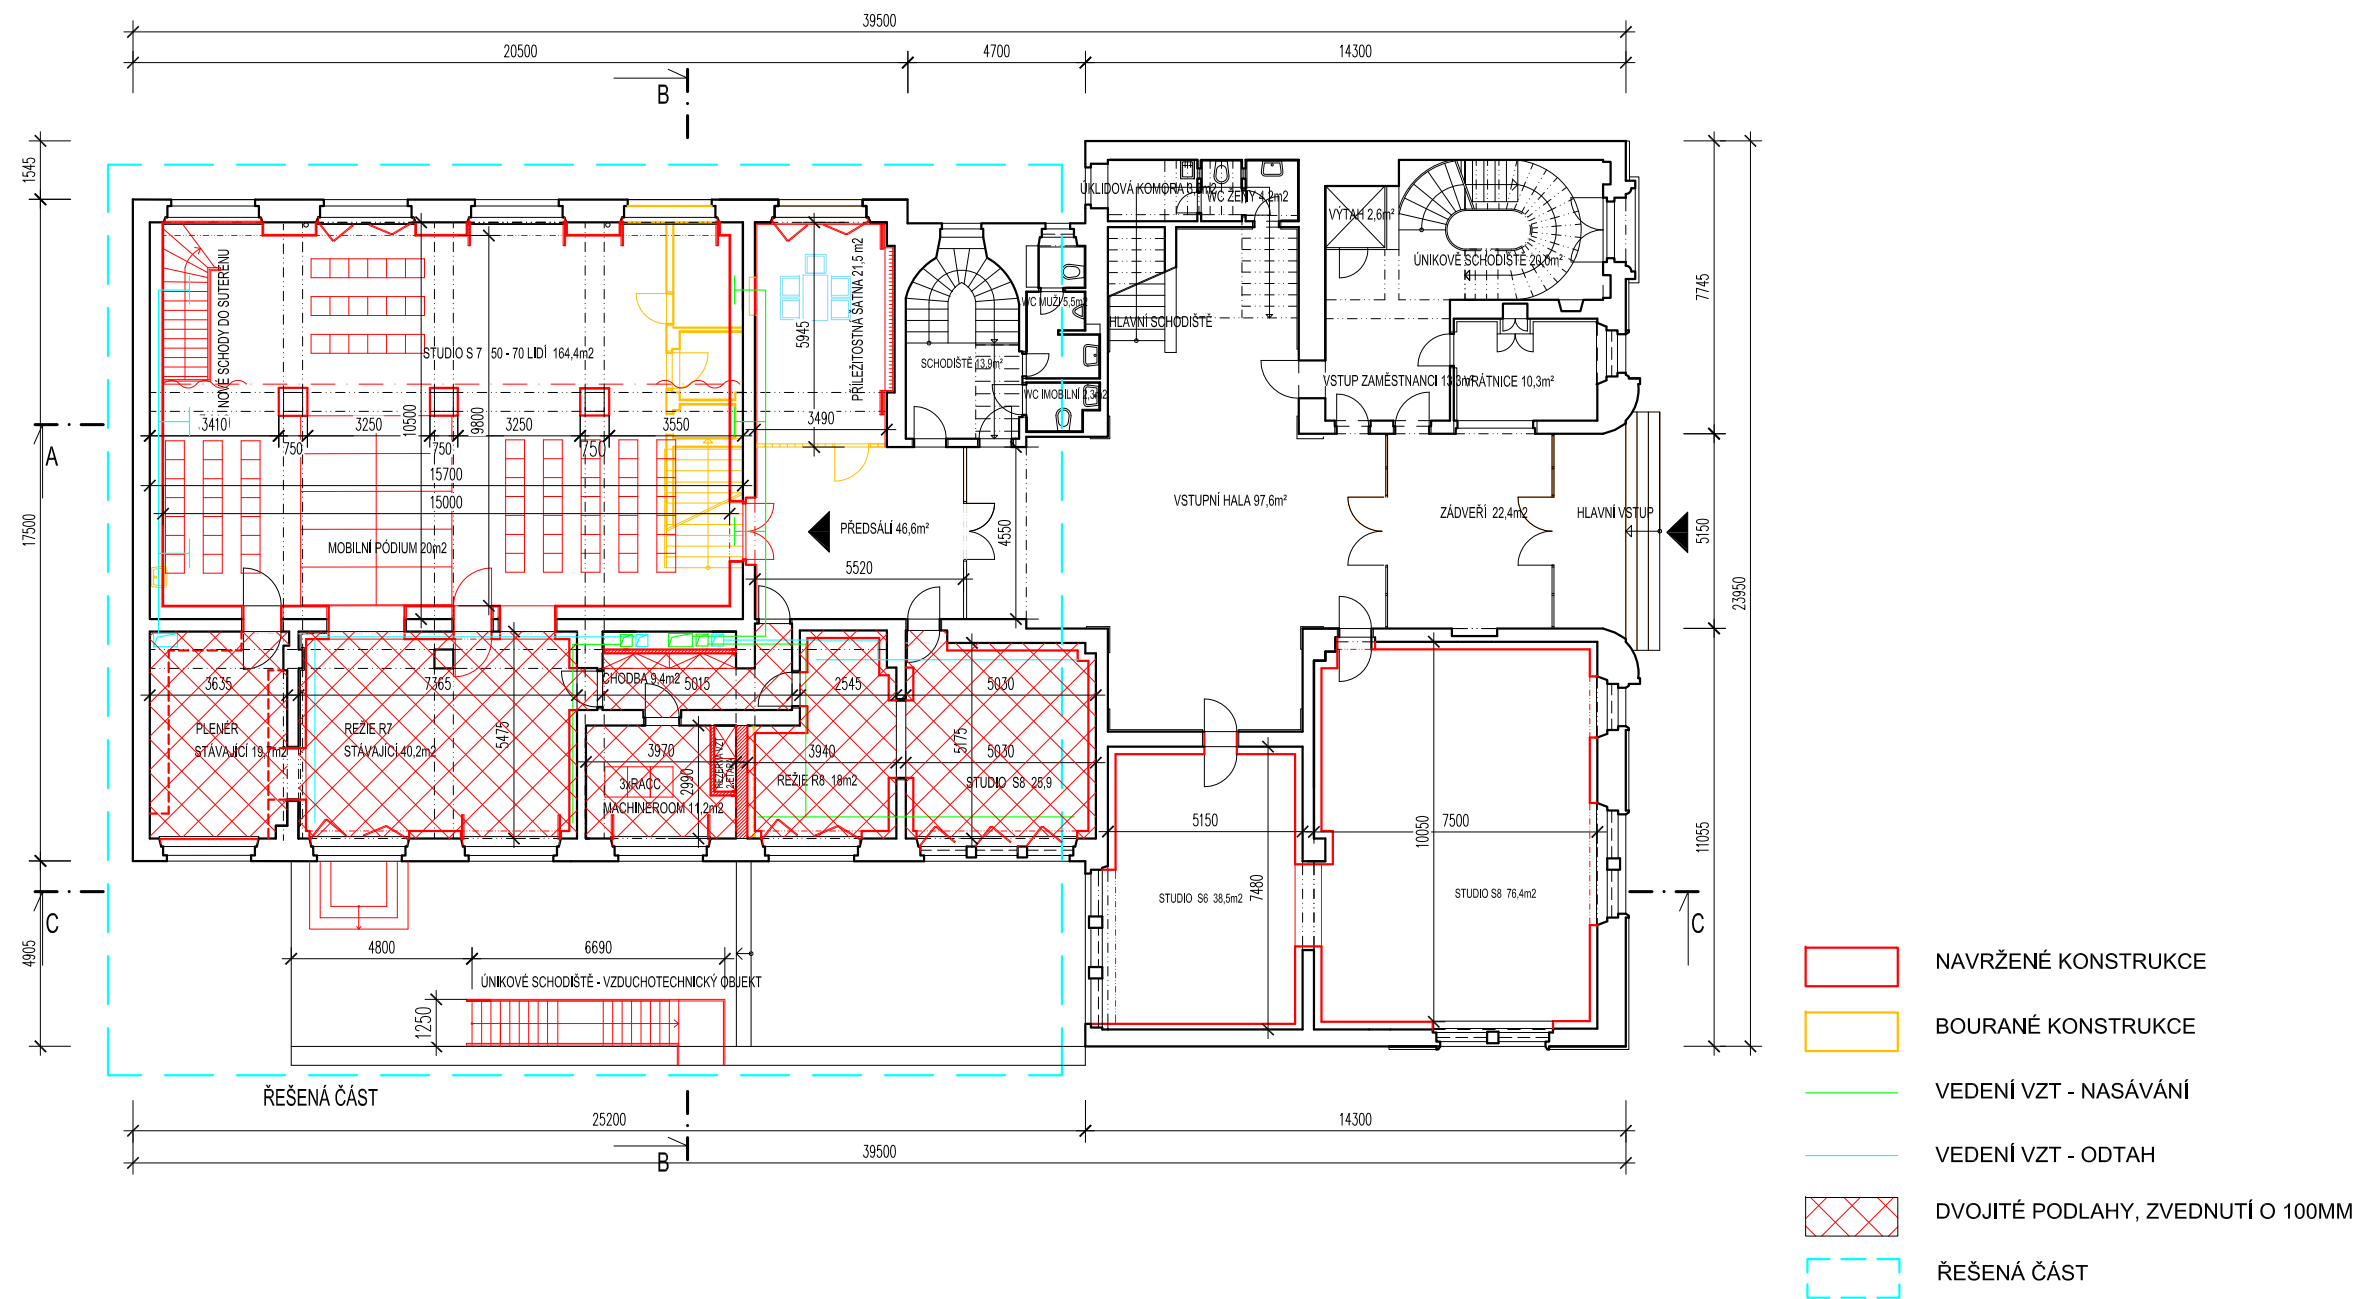 39500
20500
4700
14300
B
1545
17500
4905
A
C
7745
5150
11055
23950
C
ÚKLIDOVÁ KOMORA
WC ŽENY 4,2m2
VÝTAH 2,6m²
ÚNIKOVÉ SCHODIŠTĚ 20,0m²
NOVÉ SCHODY DO SUTERÉNU
STUDIO S 7 50 - 70 LIDÍ 164,4m2
PŘÍLEŽITOSTNÁ ŠATNA 21,5 m2
5945
WC MUŽI 5,5m2
HLAVNÍ SCHODIŠTĚ
SCHODIŠTĚ 13,9m²
WC IMOBILNÍ 2,3m2
VSTUP ZAMĚSTNANCI
VRÁTNICE 10,3m²
3410
3250
3250
3550
3490
750
750
750
10500
9800
15700
15000
MOBILNÍ PÓDIUM 20m2
PŘEDSÁLÍ 46,6m²
4550
5520
VSTUPNÍ HALA 97,6m²
ZÁDVEŘÍ 22,4m2
HLAVNÍ VSTUP
3635
7365
CHODBA 9,4m2
5015
2545
5030
PLENÉR
STÁVAJÍCÍ 19,7m2
REŽIE R7
STÁVAJÍCÍ 40,2m2
5475
3970
2990
3xRACC
MACHINEROOM 11,2m2
3940
REŽIE R8 18m2
5175
5030
STUDIO S8 25,9
5150
7480
STUDIO S6 38,5m2
10050
7500
STUDIO S8 76,4m2
4800
6690
ÚNIKOVÉ SCHODIŠTĚ - VZDUCHOTECHNICKÝ OBJEKT
1250
ŘEŠENÁ ČÁST
25200
14300
B
39500
NAVRŽENÉ KONSTRUKCE
BOURANÉ KONSTRUKCE
VEDENÍ VZT - NASÁVÁNÍ
VEDENÍ VZT - ODTAH
DVOJITÉ PODLAHY, ZVEDNUTÍ O 100MM
ŘEŠENÁ ČÁST